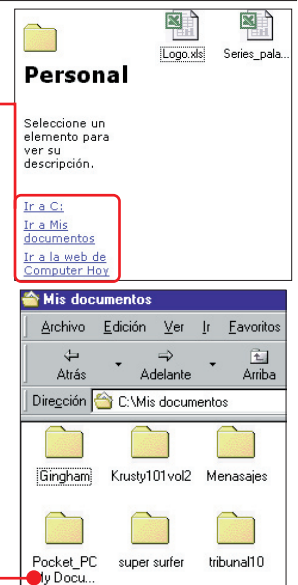 Logo.xls
Series_pala...
Personal
Seleccione un
elemento para
ver su
descripción.
Ir a C:
Ir a Mis
documentos
Ir a la web de
Computer Hoy
Mis documentos
Archivo Edición Ver Ir Favoritos
Atrás Adelante Arriba
Dirección C:\Mis documentos
Gingham Krusty101vol2 Menasajes
Pocket_PC super surfer tribunal10
Docu...